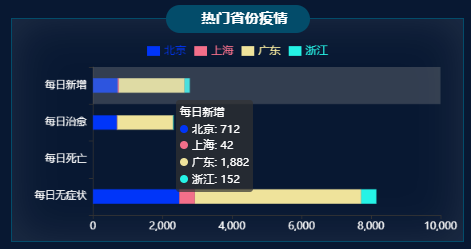 热门省份疫情
北京 上海 广东 浙江
每日新增
每日新增
北京: 712
每日治愈
上海: 42
每日死亡
广东: 1,882
浙江: 152
每日无症状
0 2,000 4,000 6,000 8,000 10,000